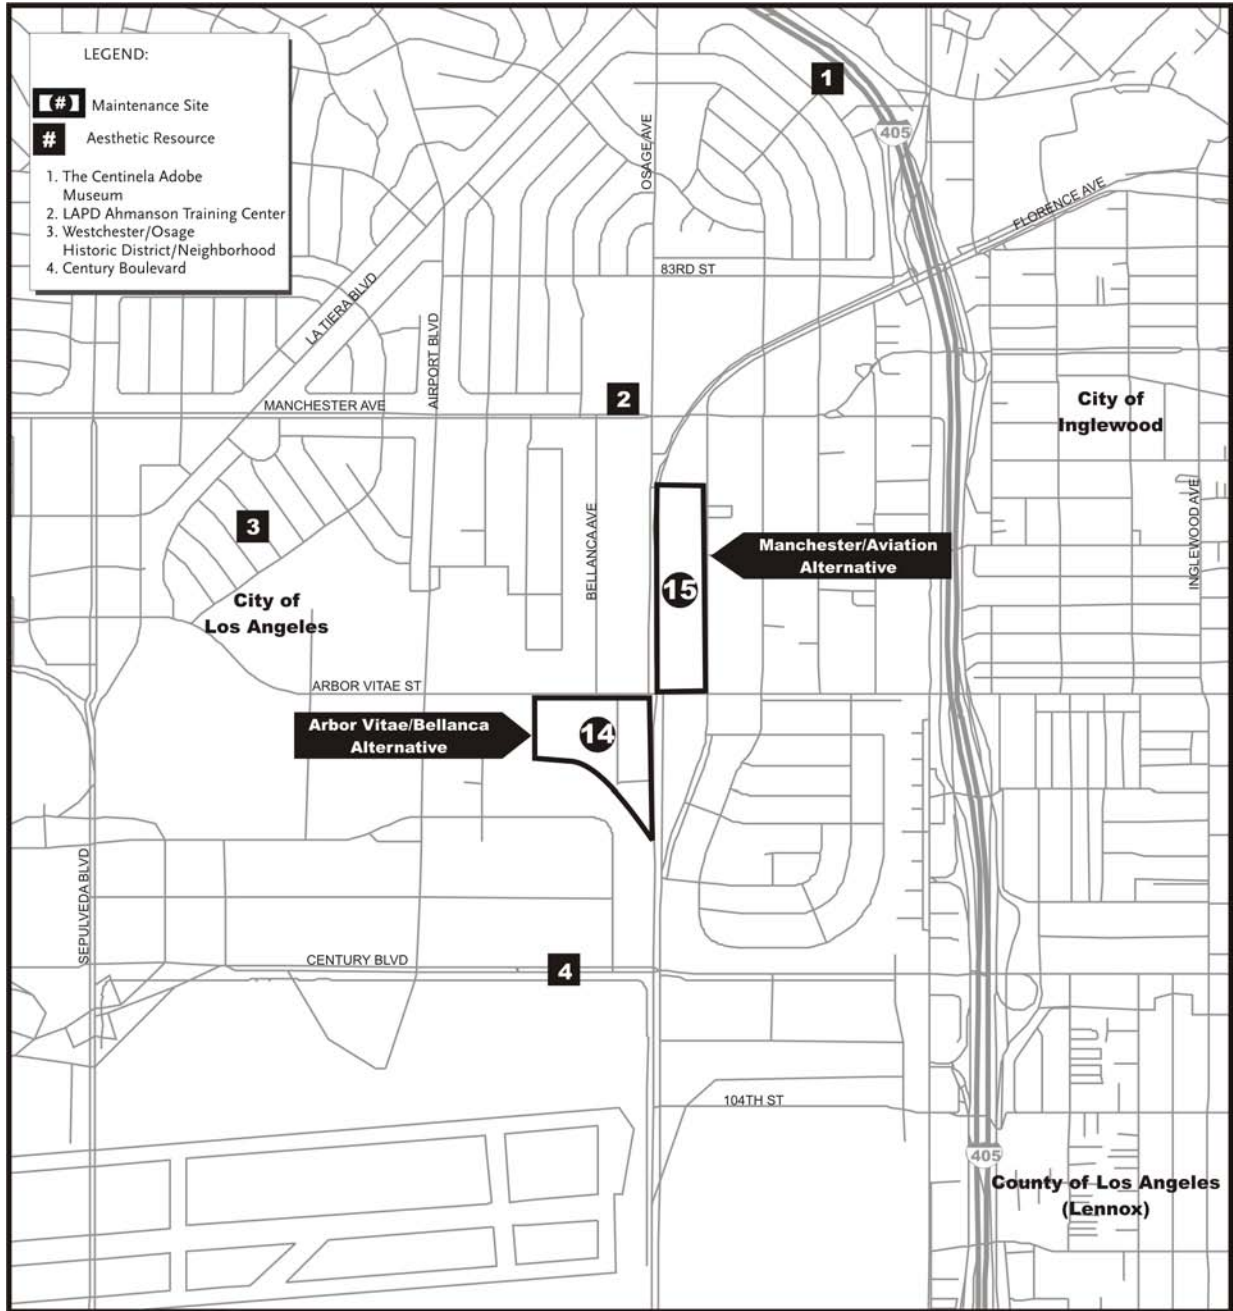 LEGEND:
(#) Maintenance Site
# Aesthetic Resource
1. The Centinela Adobe
Museum
2. LAPD Ahmanson Training Center
3. Westchester/Osage
Historic District/Neighborhood
4. Century Boulevard
1
405
OSAGE AVE
FLORENCE AVE
83RD ST
LA TIERA BLVD
AIRPORT BLVD
MANCHESTER AVE
2
City of
Inglewood
3
BELLANCA AVE
INGLEWOOD AVE
Manchester/Aviation
Alternative
15
City of
Los Angeles
ARBOR VITAE ST
Arbor Vitae/Bellanca
Alternative
14
SEPULVEDA BLVD
CENTURY BLVD
4
104TH ST
405
County of Los Angeles
(Lennox)